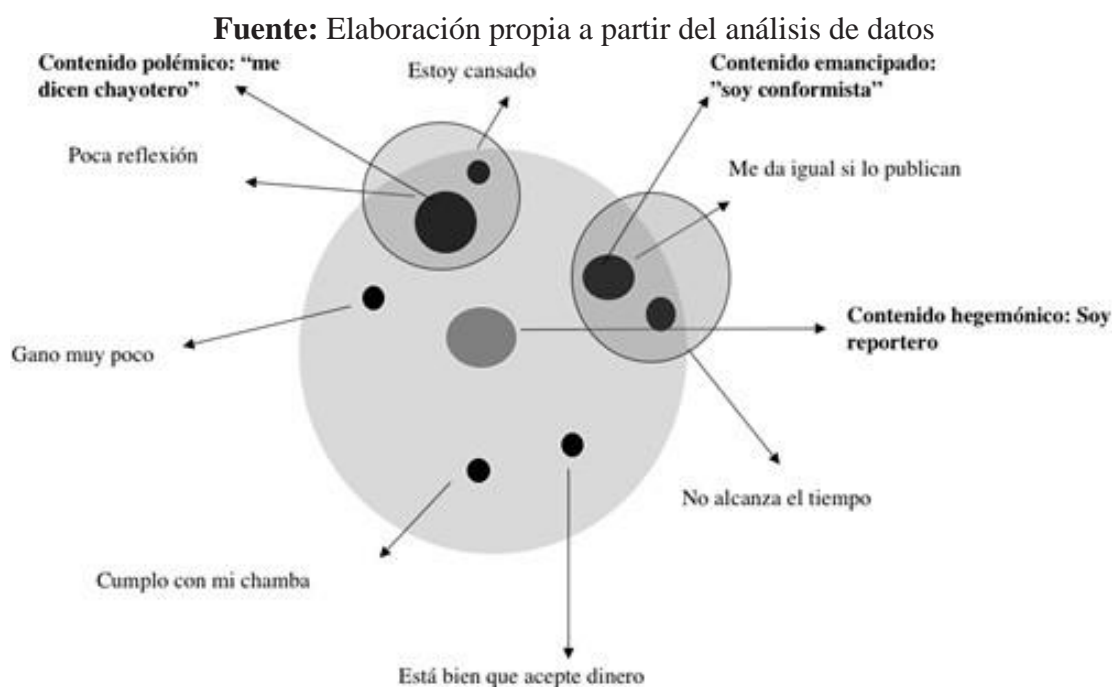 Fuente: Elaboración propia a partir del análisis de datos
Contenido polémico: “me
dicen chayotero”
Estoy cansado
Contenido emancipado:
”soy conformista”
Poca reflexión
Me da igual si lo publican
Contenido hegemónico: Soy
reportero
Gano muy poco
No alcanza el tiempo
Cumplo con mi chamba
Está bien que acepte dinero